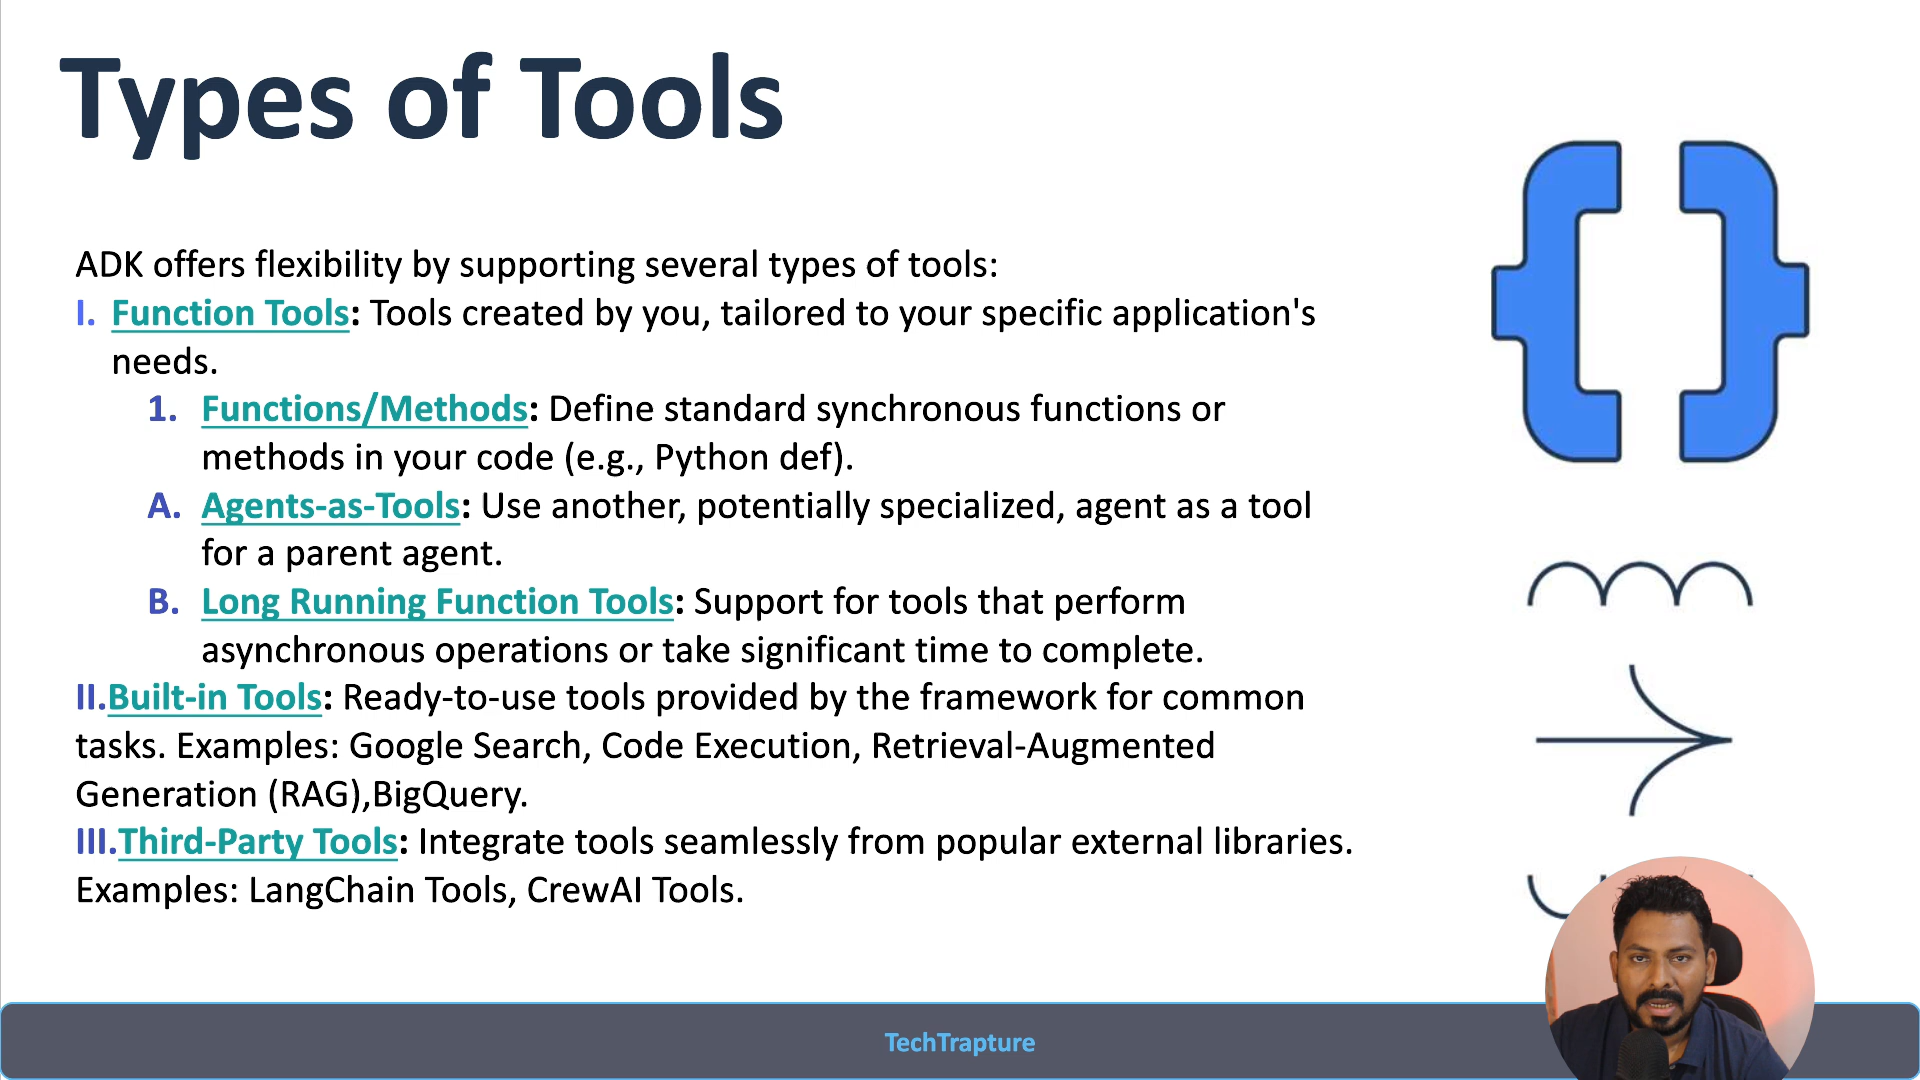 Types of Tools
ADK offers flexibility by supporting several types of tools:
I. Function Tools: Tools created by you, tailored to your specific application's
needs.
1. Functions/Methods: Define standard synchronous functions or
methods in your code (e.g., Python def).
A. Agents-as-Tools: Use another, potentially specialized, agent as a tool
for a parent agent.
B. Long Running Function Tools: Support for tools that perform
asynchronous operations or take significant time to complete.
II.Built-in Tools: Ready-to-use tools provided by the framework for common
tasks. Examples: Google Search, Code Execution, Retrieval-Augmented
Generation (RAG),BigQuery.
III.Third-Party Tools: Integrate tools seamlessly from popular external libraries.
Examples: LangChain Tools, CrewAI Tools.
TechTrapture